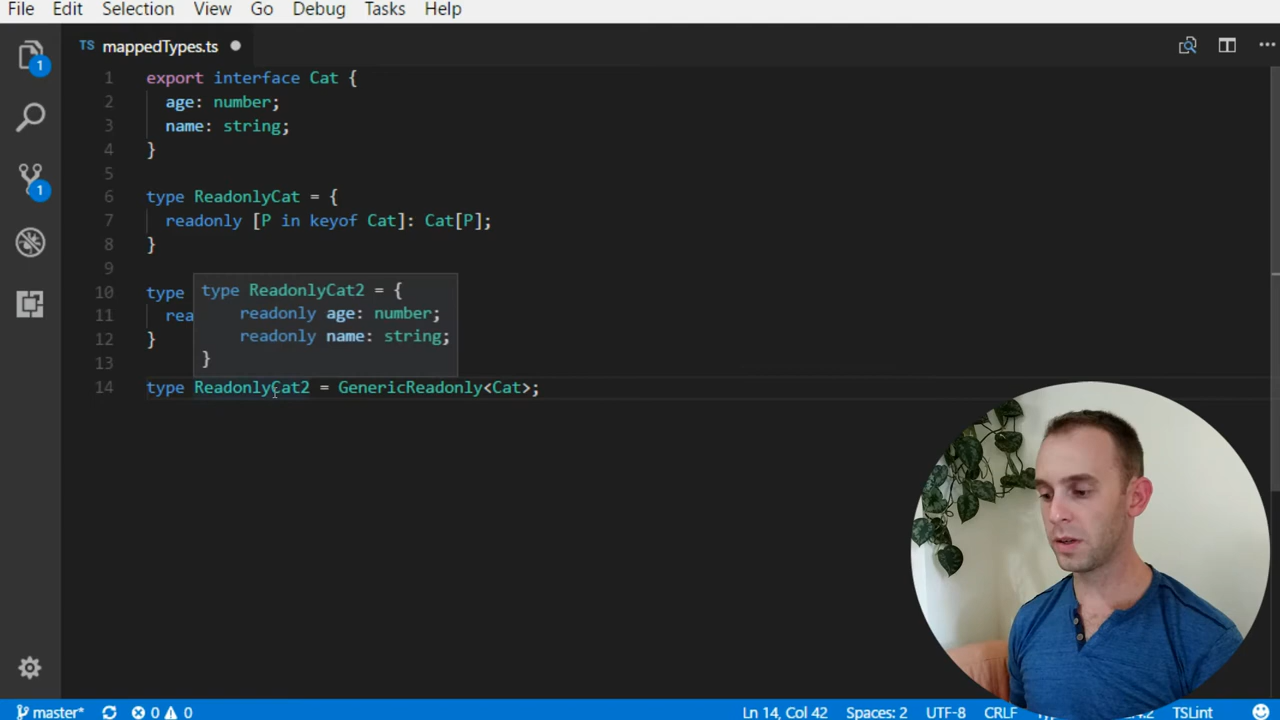 File Edit Selection View Go Debug Tasks Help
TS mappedTypes.ts
1 export interface Cat {
1 2 age: number;
3 name: string;
4 }
5
1 6 type ReadonlyCat = {
7 readonly [P in keyof Cat]: Cat[P];
8 }
9
10 type
type ReadonlyCat2 = {
11 rea
readonly age: number;
12 }
readonly name: string;
}
13
14 type ReadonlyCat2 = GenericReadonly<Cat>;
master* 0 0 Ln 14, Col 42 Spaces: 2 UTF-8 CRLF TSLint